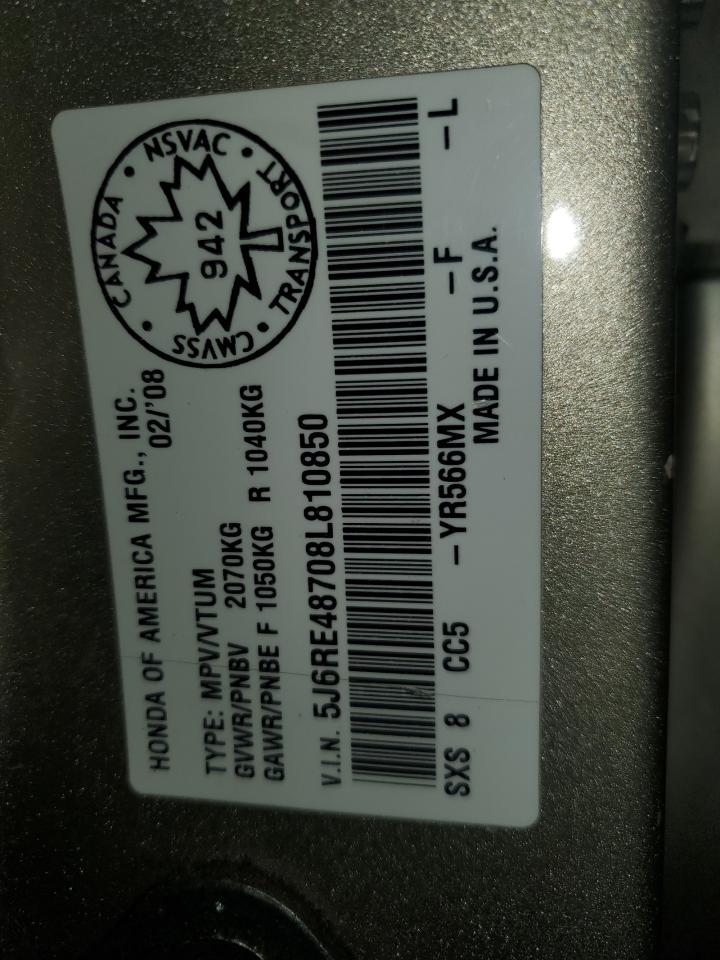 HONDA OF AMERICA MFG., INC.
02/'08
TYPE: MPV/VTUM
GVWR/PNBV 2070KG
GAWR/PNBE F 1050KG R 1040KG
V.I.N. 5J6RE48708L810850
SXS 8 CC5 – YR566MX –F –L
MADE IN U.S.A.
CANADA • NSVAC • TRANSPORT • CMVSS •
942